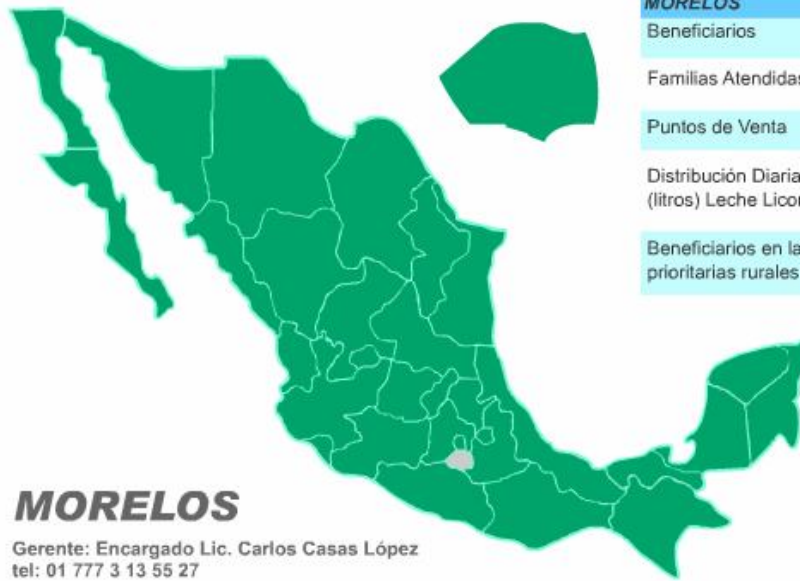 MORELOS
Beneficiarios
Familias Atendidas
Puntos de Venta
Distribución Diaria
(litros) Leche Licon
Beneficiarios en la
prioritarias rurales
MORELOS
Gerente: Encargado Lic. Carlos Casas López
tel: 01 777 3 13 55 27